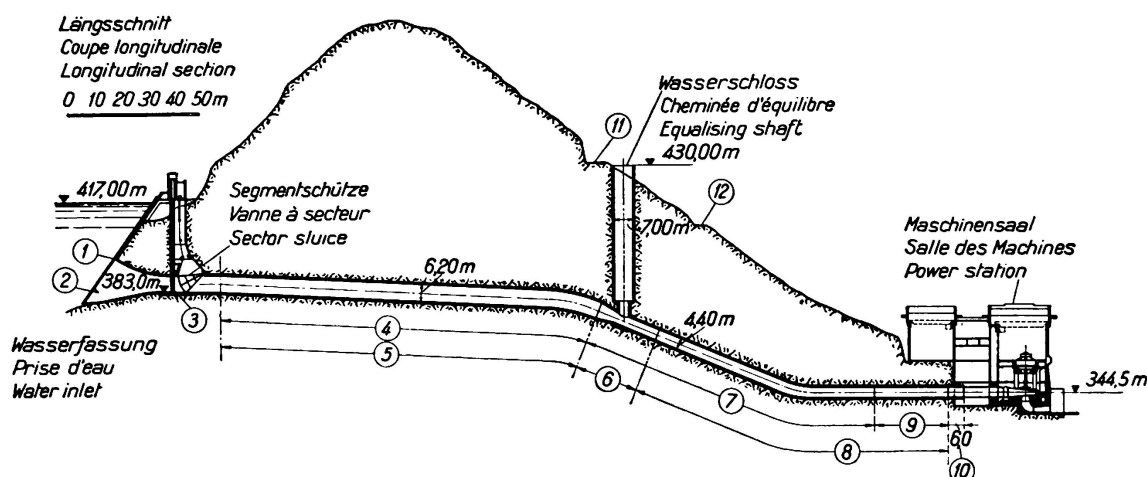 Längsschnitt
Coupe longitudinale
Longitudinal section
0 10 20 30 40 50m
Wasserschloss
Cheminée d'équilibre
Equalising shaft
430,00m
11
417,00m
Segmentschütze
Vanne à secteur
Sector sluice
12
7,00m
Maschinensaal
Salle des Machines
Power station
1
2
383,0m
6,20m
3
4
4,40m
Wasserfassung
Prise d'eau
Water inlet
5
6
7
344,5m
9
6,0
8
10